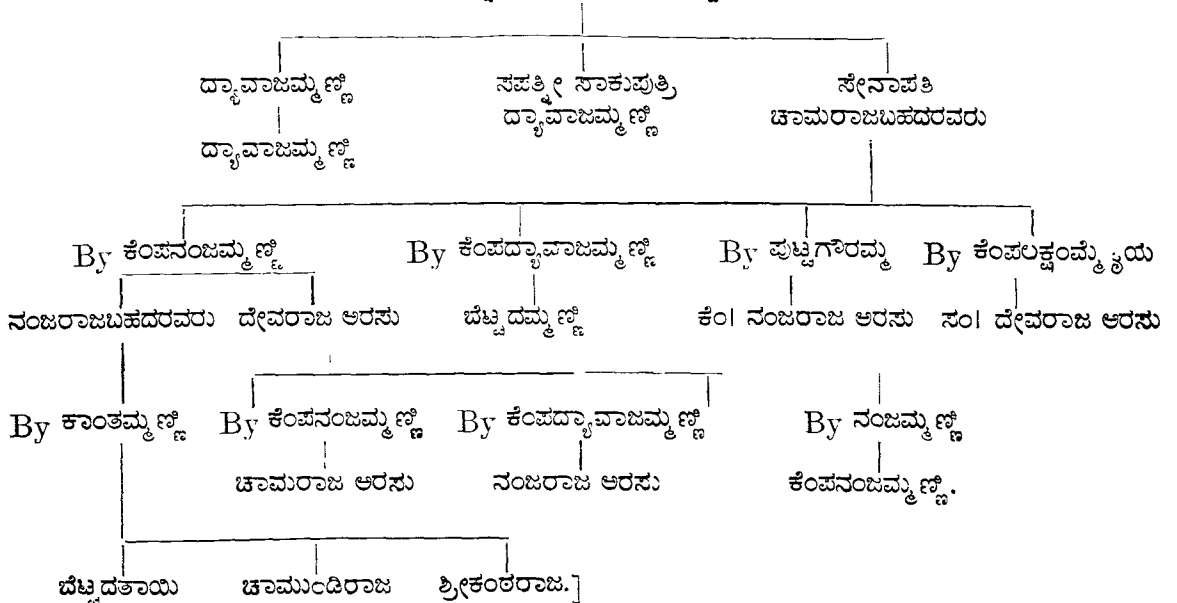 ದ್ಯಾವಾಜಮ್ಮಣ್ಣಿ ಸಪತ್ನೀ ಸಾಕುಪುತ್ರಿ ಸೇನಾಪತಿ
ದ್ಯಾವಾಜಮ್ಮಣ್ಣಿ ಚಾಮರಾಜಬಹದರವರು
ದ್ಯಾವಾಜಮ್ಮಣ್ಣಿ
By ಕೆಂಪನಂಜಮ್ಮಣ್ಣಿ By ಕೆಂಪದ್ಯಾವಾಜಮ್ಮಣ್ಣಿ By ಪುಟ್ಟಗೌರಮ್ಮ By
ನಂಜರಾಜಬಹದರವರು ದೇವರಾಜ ಅರಸು ಬೆಟ್ಟದಮ್ಮಣ್ಣಿ ಕೆಂ| ನಂಜರಾಜ ಅರಸು ಸಂ| ದೇವರಾಜ ಅರಸು
By ಕಾಂತಮ್ಮಣ್ಣಿ By ಕೆಂಪನಂಜಮ್ಮಣ್ಣಿ By ಕೆಂಪದ್ಯಾವಾಜಮ್ಮಣ್ಣಿ By ನಂಜಮ್ಮಣ್ಣಿ
ಚಾಮರಾಜ ಅರಸು ನಂಜರಾಜ ಅರಸು ಕೆಂಪನಂಜಮ್ಮಣ್ಣಿ.
ಬೆಟ್ಟದತಾಯಿ ಚಾಮುಂಡಿರಾಜ ಶ್ರೀಕಂಠರಾಜ.]